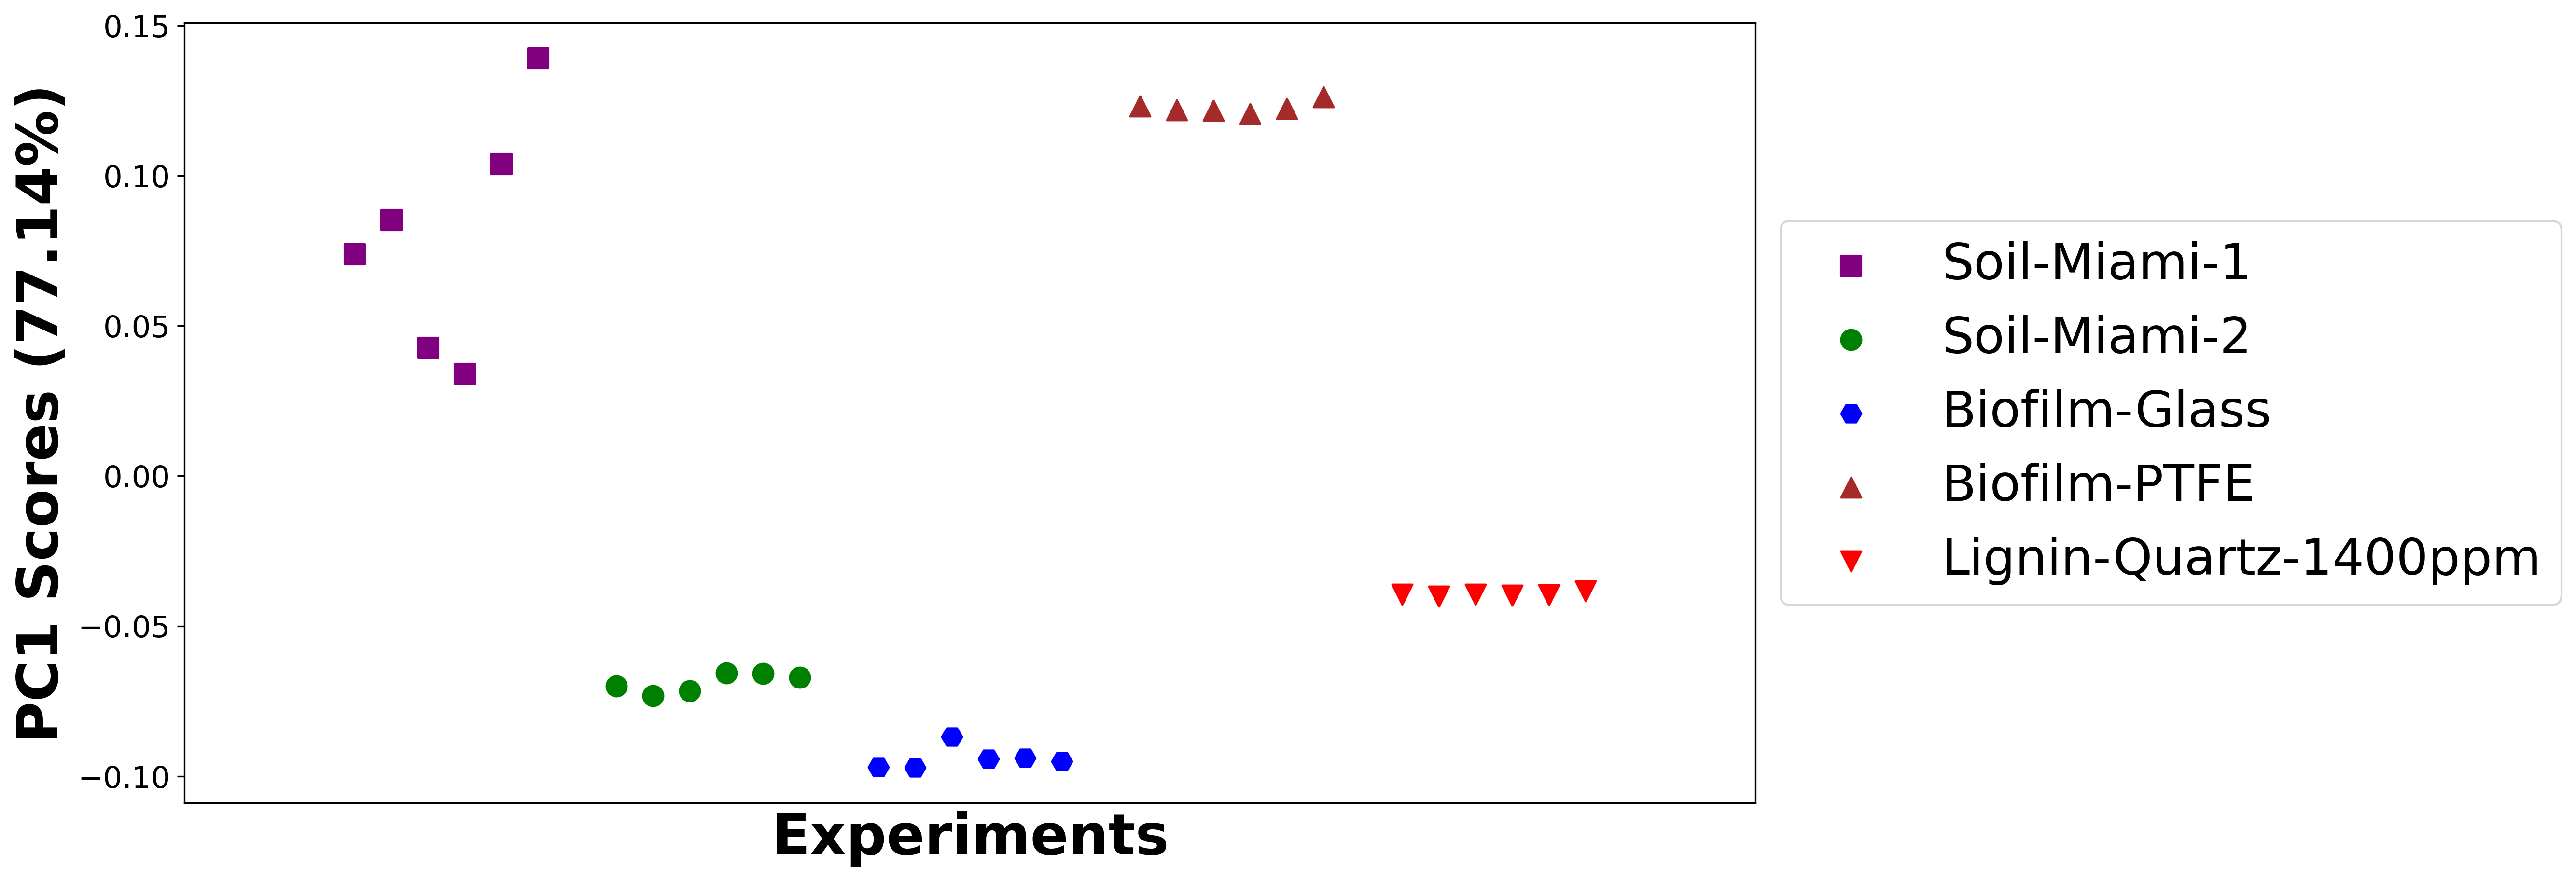 PC1 Scores (77.14%)
0.15
0.10
0.05
0.00
−0.05
−0.10
Experiments
Soil-Miami-1
Soil-Miami-2
Biofilm-Glass
Biofilm-PTFE
Lignin-Quartz-1400ppm